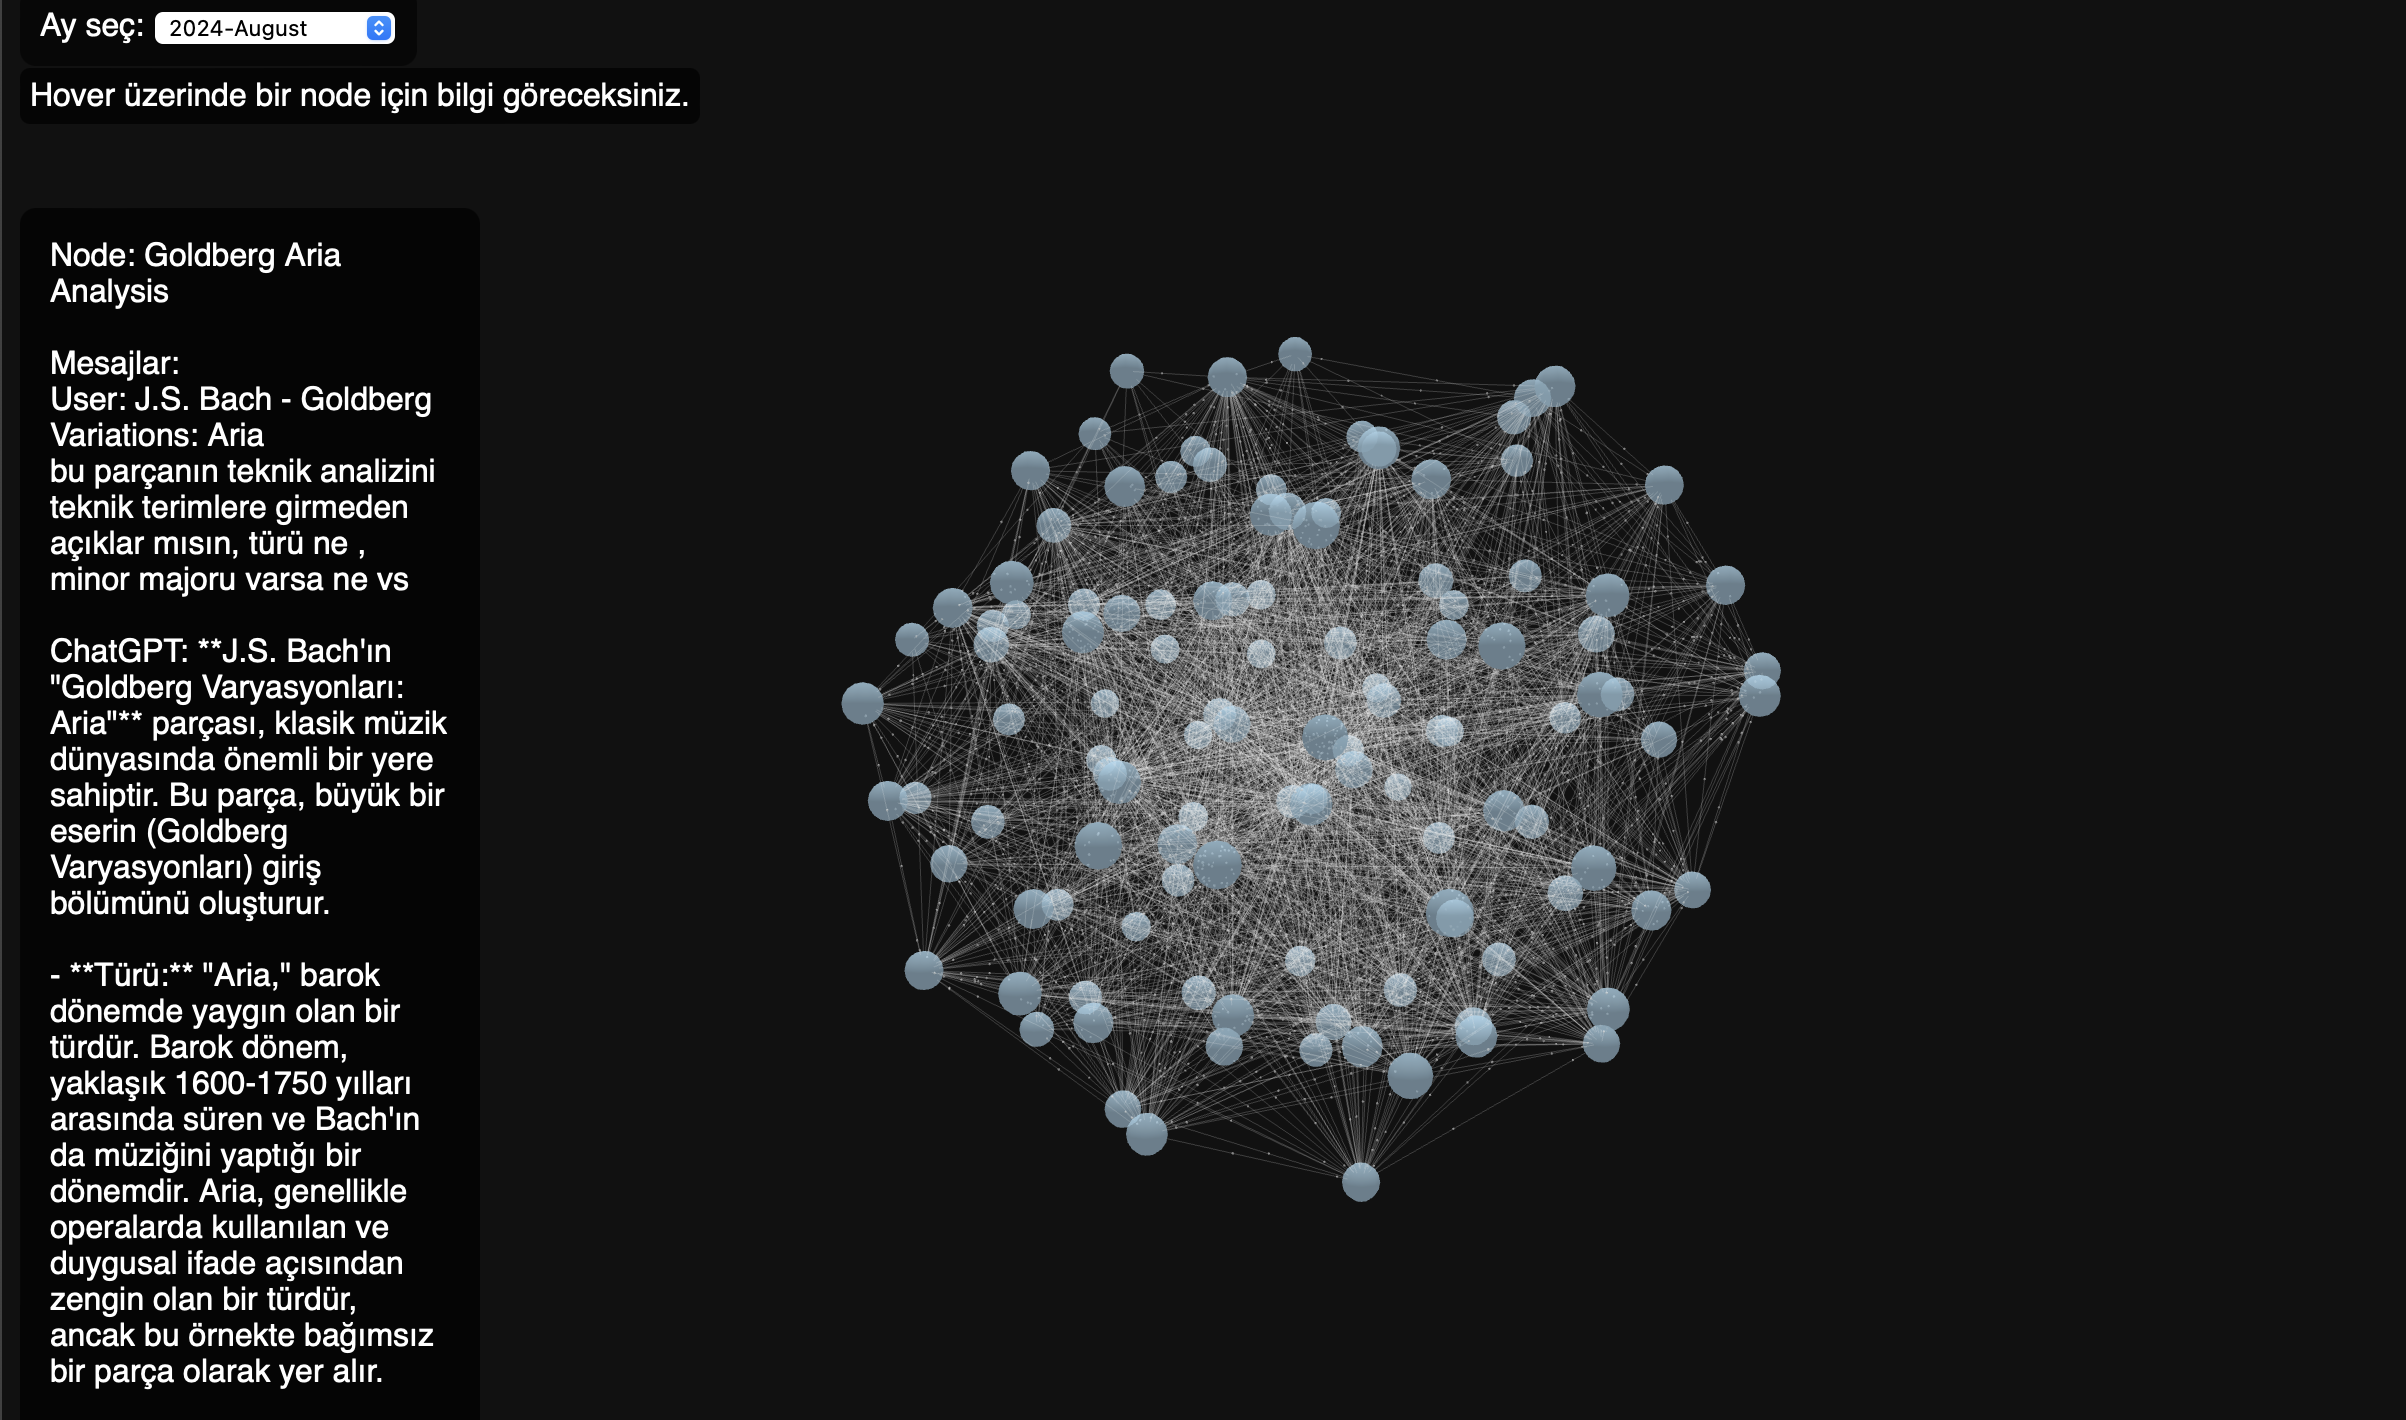 Ay seç: 2024-August
Hover üzerinde bir node için bilgi göreceksiniz.
Node: Goldberg Aria
Analysis
Mesajlar:
User: J.S. Bach - Goldberg
Variations: Aria
bu parçanın teknik analizini
teknik terimlere girmeden
açıklar mısın, türü ne ,
minor majoru varsa ne vs
ChatGPT: **J.S. Bach'ın
"Goldberg Varyasyonları:
Aria"** parçası, klasik müzik
dünyasında önemli bir yere
sahiptir. Bu parça, büyük bir
eserin (Goldberg
Varyasyonları) giriş
bölümünü oluşturur.
- **Türü:** "Aria," barok
dönemde yaygın olan bir
türdür. Barok dönem,
yaklaşık 1600-1750 yılları
arasında süren ve Bach'ın
da müziğini yaptığı bir
dönemdir. Aria, genellikle
operalarda kullanılan ve
duygusal ifade açısından
zengin olan bir türdür,
ancak bu örnekte bağımsız
bir parça olarak yer alır.